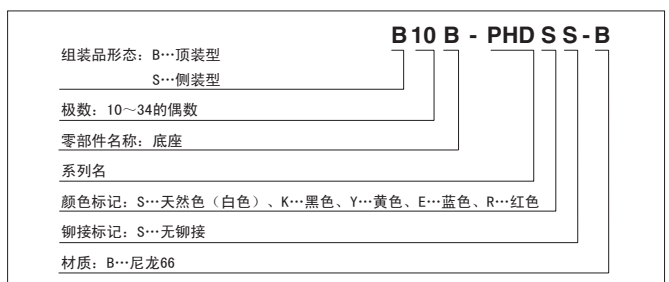 B 10 B - PHD S S - B
组装品形态：B…顶装型
S…侧装型
极数：10～34的偶数
零部件名称：底座
系列名
颜色标记：S…天然色（白色）、K…黑色、Y…黄色、E…蓝色、R…红色
铆接标记：S…无铆接
材质：B…尼龙66